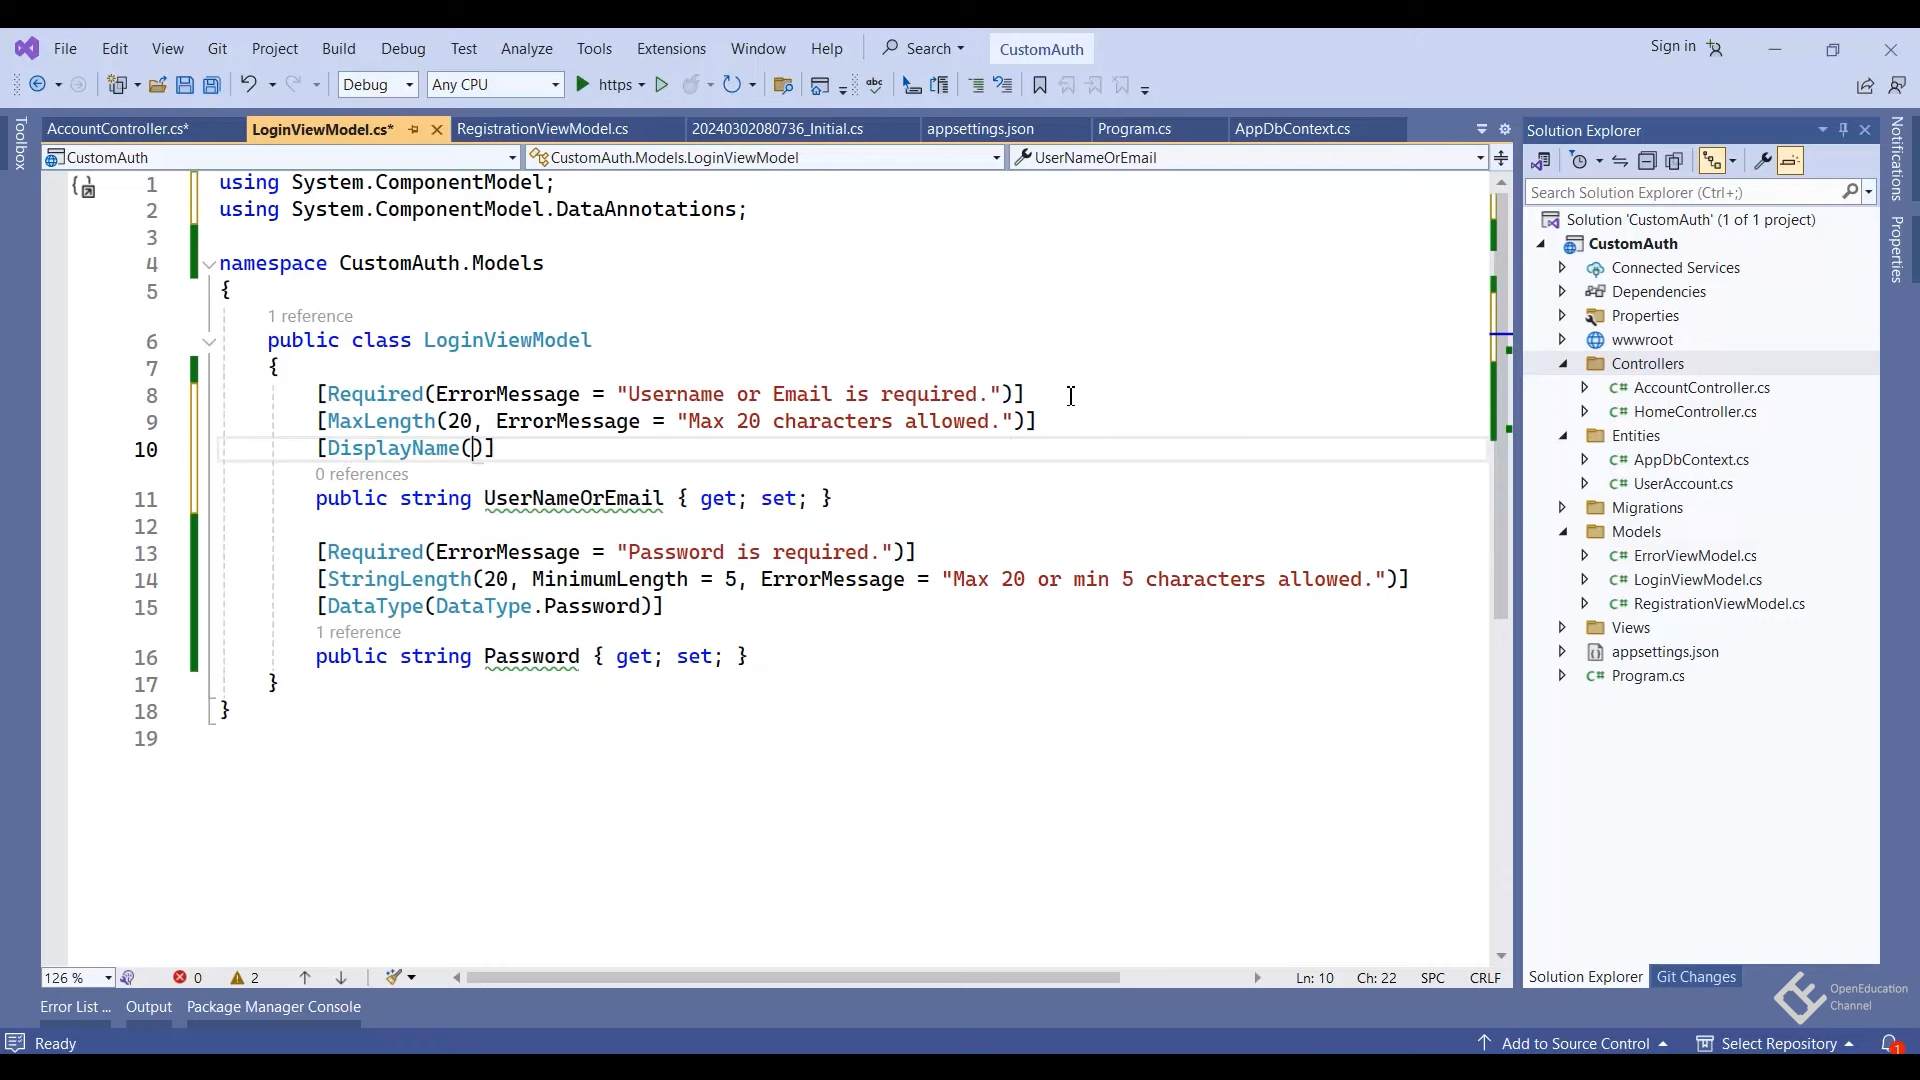 File Edit View Git Project Build Debug Test Analyze Tools Extensions Window Help Search CustomAuth Sign in
Debug Any CPU https
Toolbox
AccountController.cs* LoginViewModel.cs* RegistrationViewModel.cs 20240302080736_Initial.cs appsettings.json Program.cs AppDbContext.cs
CustomAuth CustomAuth.Models.LoginViewModel UserNameOrEmail
1 using System.ComponentModel;
2 using System.ComponentModel.DataAnnotations;
3
4 namespace CustomAuth.Models
5 {
1 reference
6 public class LoginViewModel
7 {
8 [Required(ErrorMessage = "Username or Email is required.")]
9 [MaxLength(20, ErrorMessage = "Max 20 characters allowed.")]
10 [DisplayName()]
0 references
11 public string UserNameOrEmail { get; set; }
12
13 [Required(ErrorMessage = "Password is required.")]
14 [StringLength(20, MinimumLength = 5, ErrorMessage = "Max 20 or min 5 characters allowed.")]
15 [DataType(DataType.Password)]
1 reference
16 public string Password { get; set; }
17 }
18 }
19
126 % 0 2 Ln: 10 Ch: 22 SPC CRLF
Error List ... Output Package Manager Console
Solution Explorer
Search Solution Explorer (Ctrl+;)
Solution 'CustomAuth' (1 of 1 project)
CustomAuth
Connected Services
Dependencies
Properties
wwwroot
Controllers
C# AccountController.cs
C# HomeController.cs
Entities
C# AppDbContext.cs
C# UserAccount.cs
Migrations
Models
C# ErrorViewModel.cs
C# LoginViewModel.cs
C# RegistrationViewModel.cs
Views
appsettings.json
C# Program.cs
Solution Explorer Git Changes
Notifications
Properties
OpenEducation
Channel
Ready Add to Source Control Select Repository 1